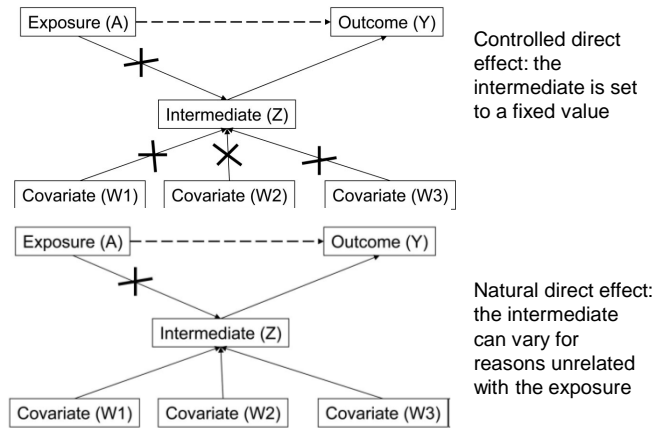 Exposure (A)
Outcome (Y)
Controlled direct
effect: the
intermediate is set
to a fixed value
Intermediate (Z)
Covariate (W1)
Covariate (W2)
Covariate (W3)
Exposure (A)
Outcome (Y)
Natural direct effect:
the intermediate
can vary for
reasons unrelated
with the exposure
Intermediate (Z)
Covariate (W1)
Covariate (W2)
Covariate (W3)